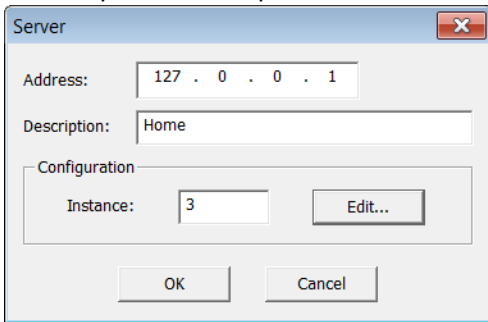 Server
Address: 127 . 0 . 0 . 1
Description: Home
Configuration
Instance: 3 Edit...
OK Cancel